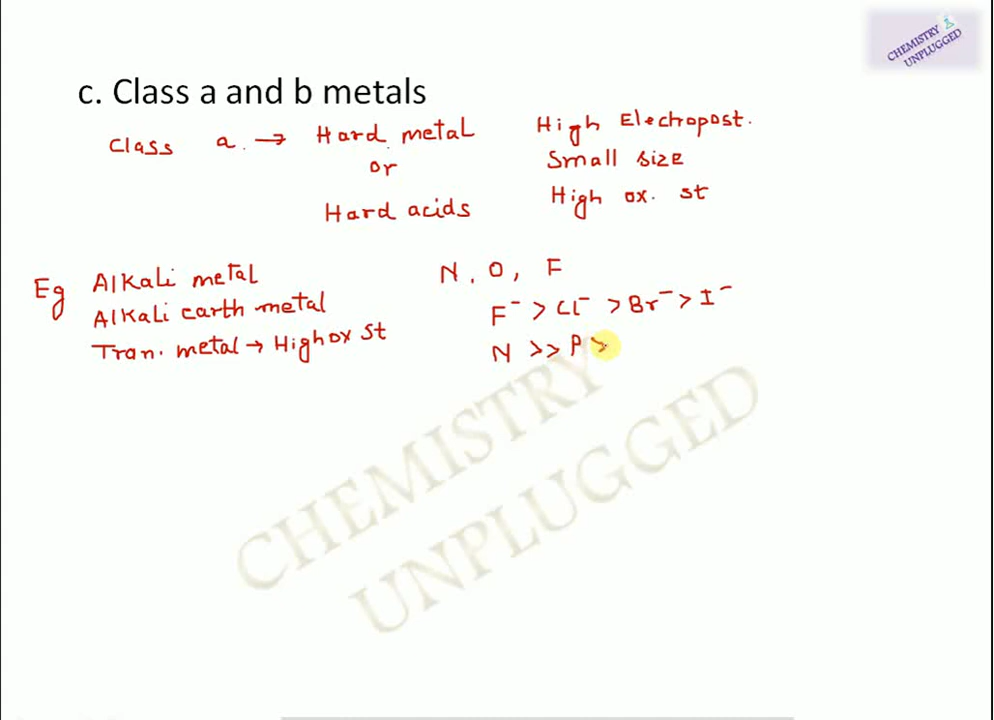 CHEMISTRY
UNPLUGGED
c. Class a and b metals
Class a. → Hard metal
or
Hard acids
High Electropost.
Small size
High ox. st
Eg Alkali metal
Alkali earth metal
Tran. metal → High ox St
N, O, F
F⁻ > Cl⁻ > Br⁻ > I⁻
N >> P >
CHEMISTRY
UNPLUGGED